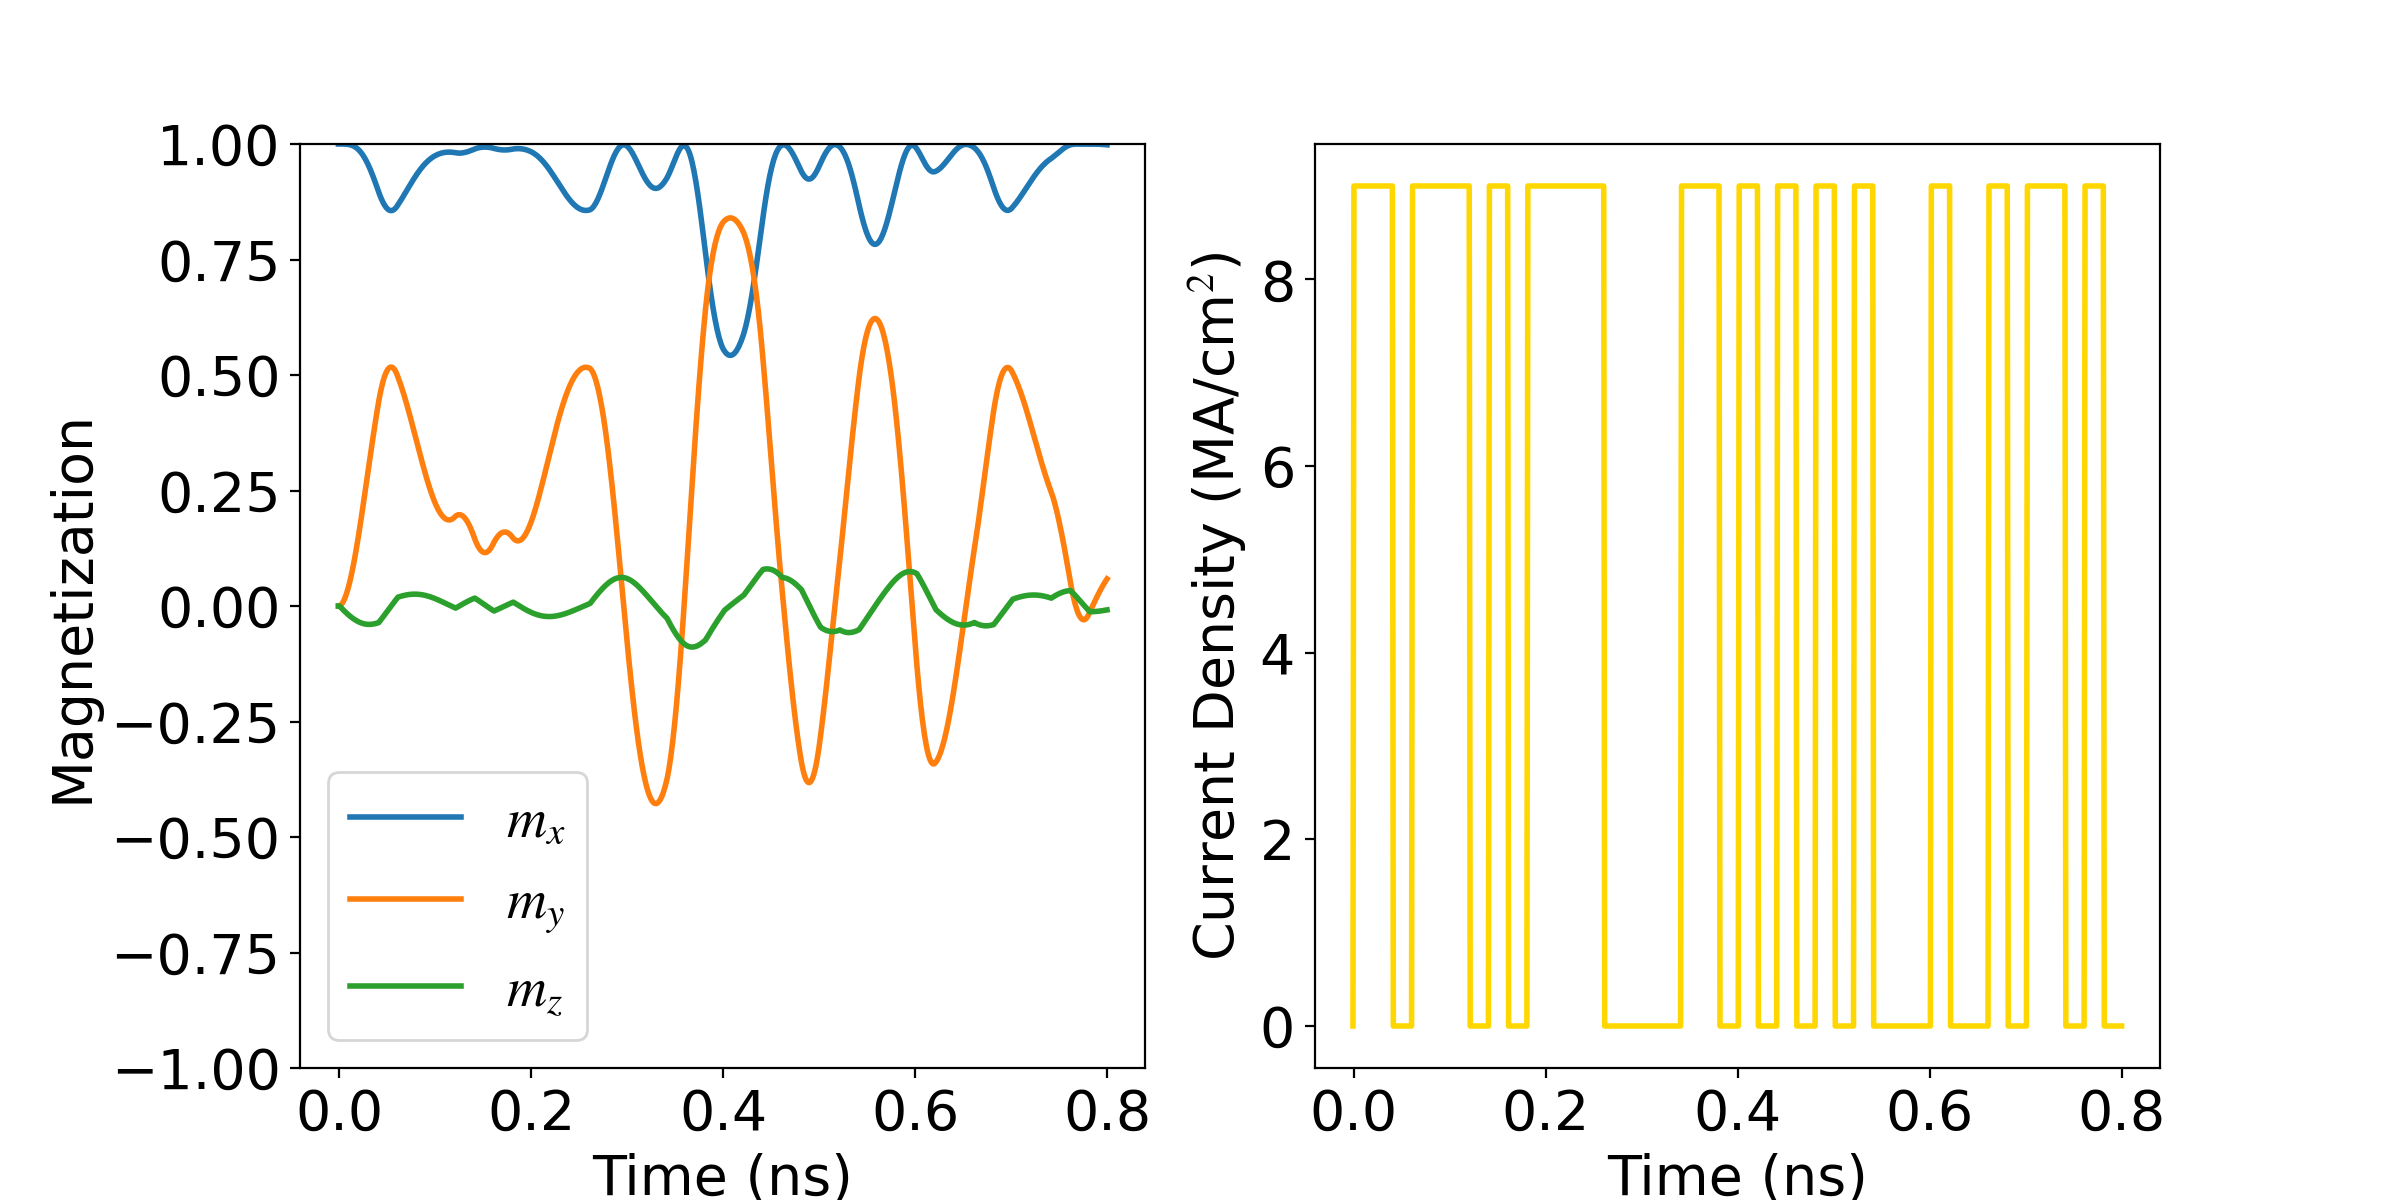 1.00
0.75
0.50
0.25
0.00
−0.25
−0.50
−0.75
−1.00
Magnetization
m_x
m_y
m_z
0.0 0.2 0.4 0.6 0.8
Time (ns)
8
6
4
2
0
Current Density (MA/cm²)
0.0 0.2 0.4 0.6 0.8
Time (ns)